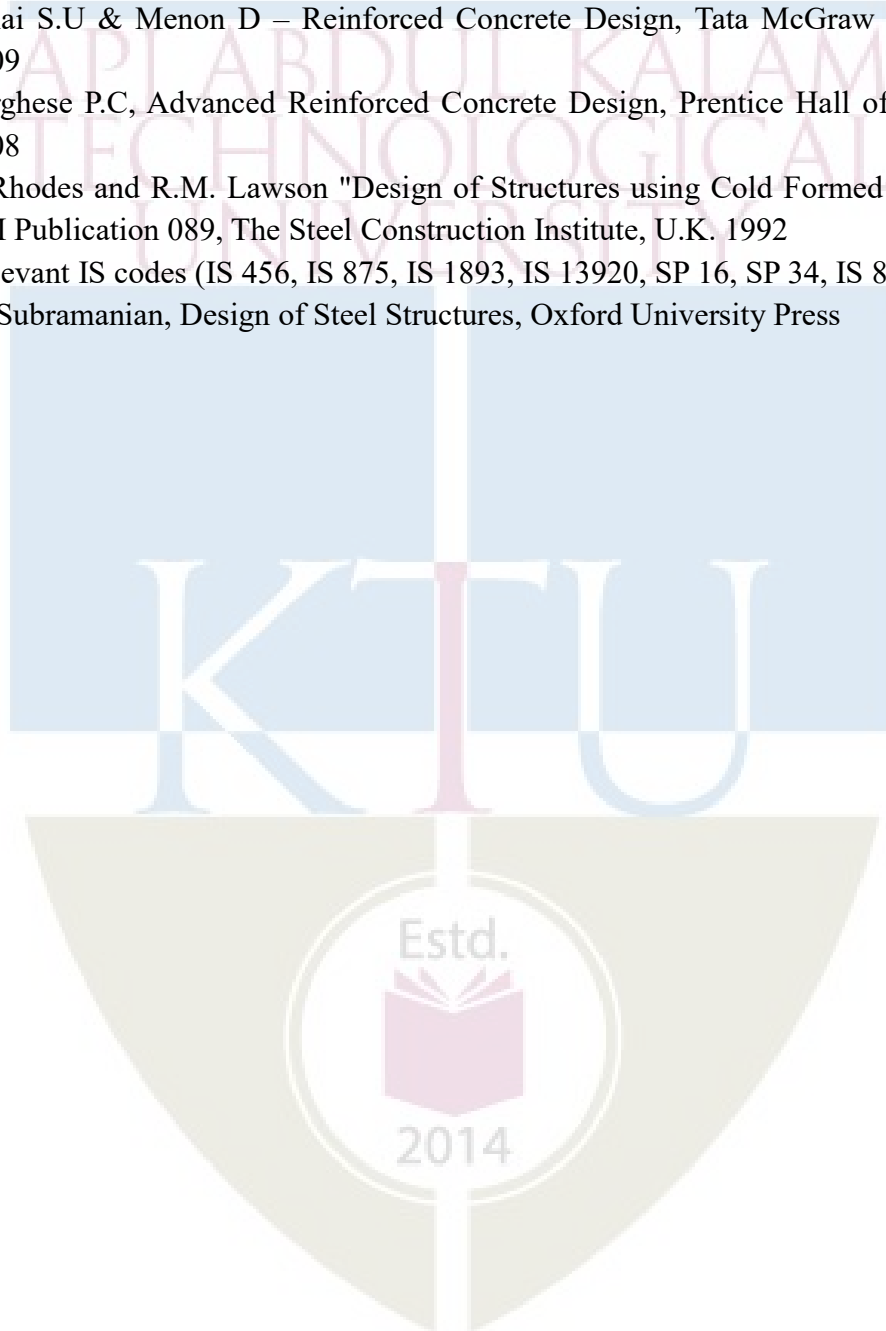 ai S.U & Menon D – Reinforced Concrete Design, Tata McGraw
09
API ABDUL KALAM
rghese P.C, Advanced Reinforced Concrete Design, Prentice Hall of
08
TECHNOLOGICAL
Rhodes and R.M. Lawson "Design of Structures using Cold Formed
I Publication 089, The Steel Construction Institute, U.K. 1992
UNIVERSITY
evant IS codes (IS 456, IS 875, IS 1893, IS 13920, SP 16, SP 34, IS 8
Subramanian, Design of Steel Structures, Oxford University Press
KTU
Estd.
2014